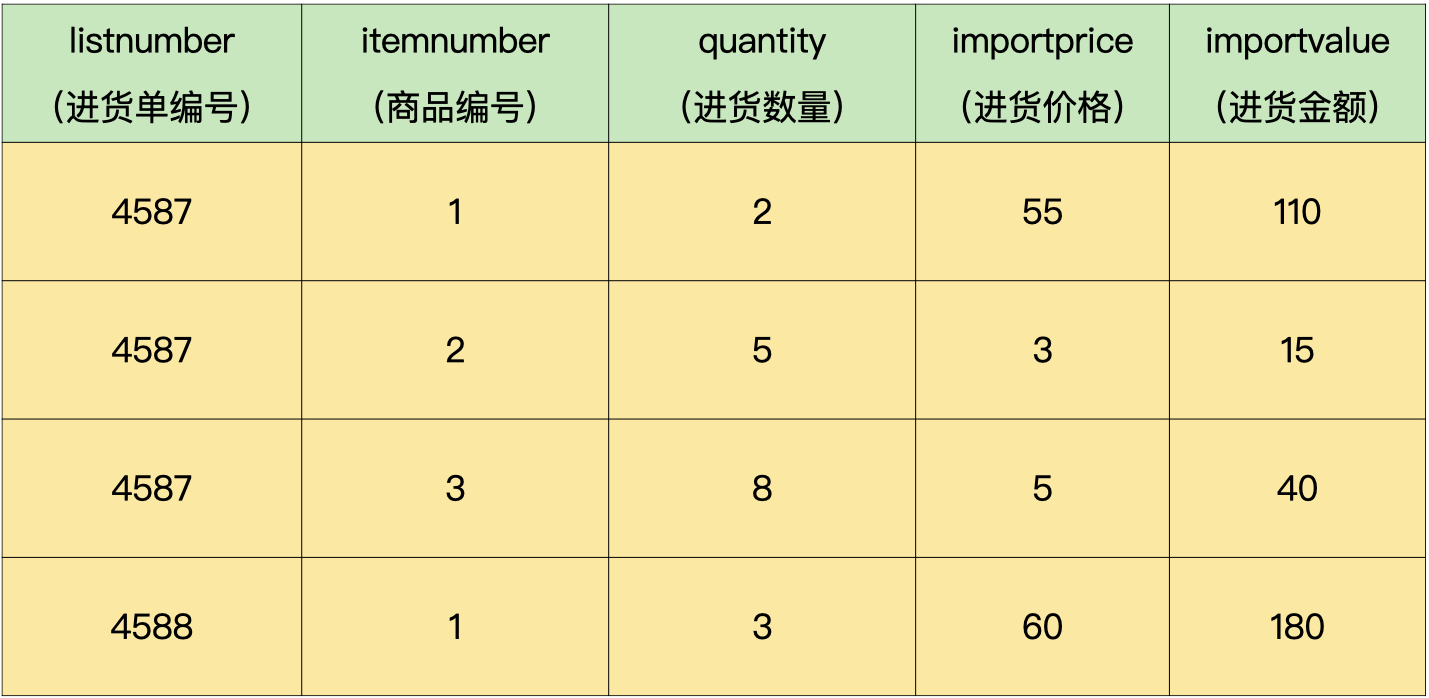 listnumber itemnumber quantity importprice importvalue
（进货单编号） （商品编号） （进货数量） （进货价格） （进货金额）
4587 1 2 55 110
4587 2 5 3 15
4587 3 8 5 40
4588 1 3 60 180